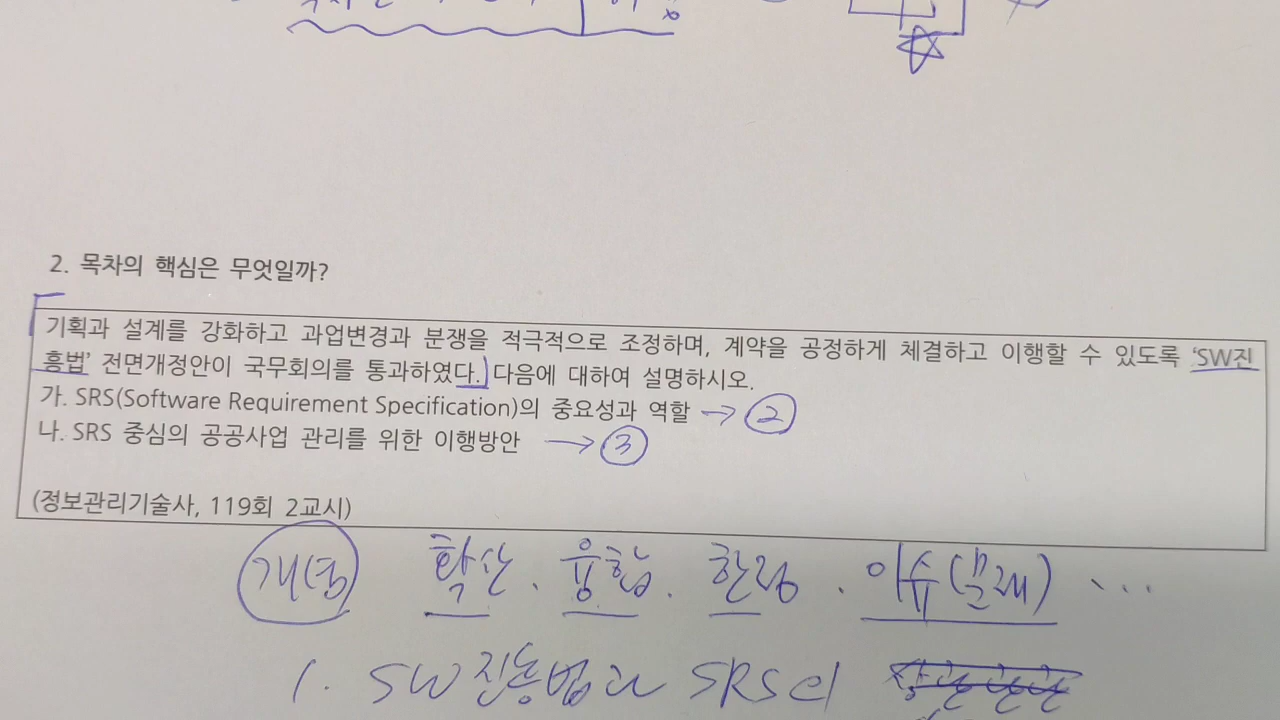 2. 목차의 핵심은 무엇일까?
기획과 설계를 강화하고 과업변경과 분쟁을 적극적으로 조정하며, 계약을 공정하게 체결하고 이행할 수 있도록 ‘SW진
흥법’ 전면개정안이 국무회의를 통과하였다. 다음에 대하여 설명하시오.
가. SRS(Software Requirement Specification)의 중요성과 역할 → ②
나. SRS 중심의 공공사업 관리를 위한 이행방안 → ③
(정보관리기술사, 119회 2교시)
확산. 융합. 이슈(문제) ...
1. SW진흥법과 SRS의